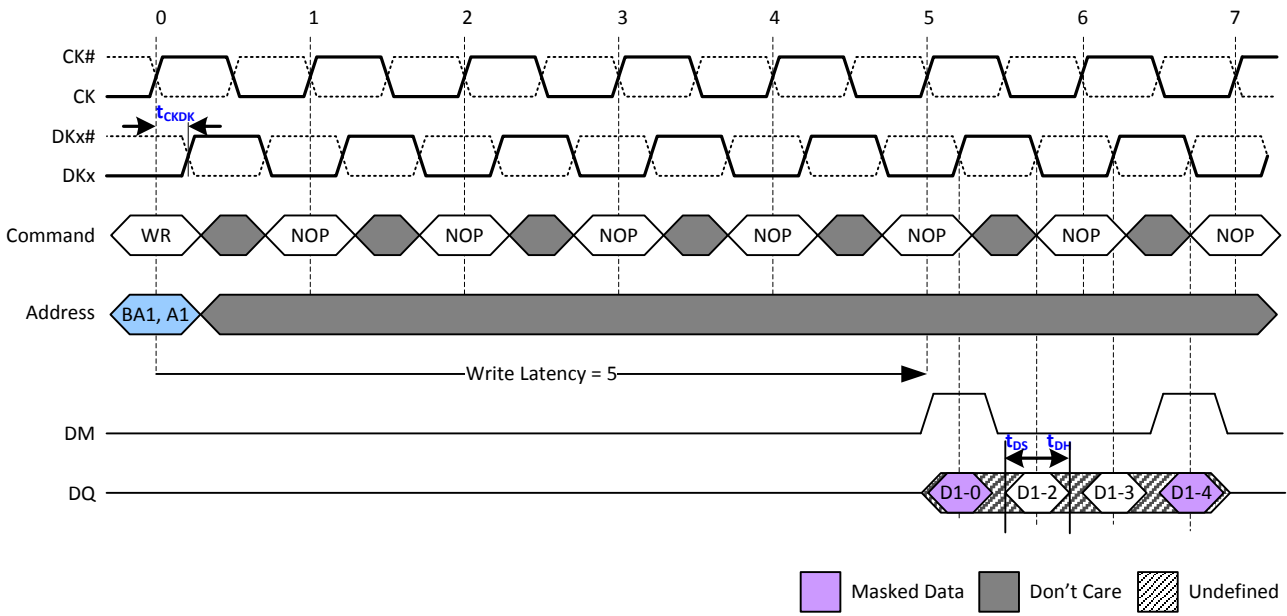 0 1 2 3 4 5 6 7
CK#
CK
tCKDK
DKx#
DKx
Command WR NOP NOP NOP NOP NOP NOP NOP
Address BA1, A1
Write Latency = 5
DM
tDS tDH
DQ D1-0 D1-2 D1-3 D1-4
Masked Data Don't Care Undefined